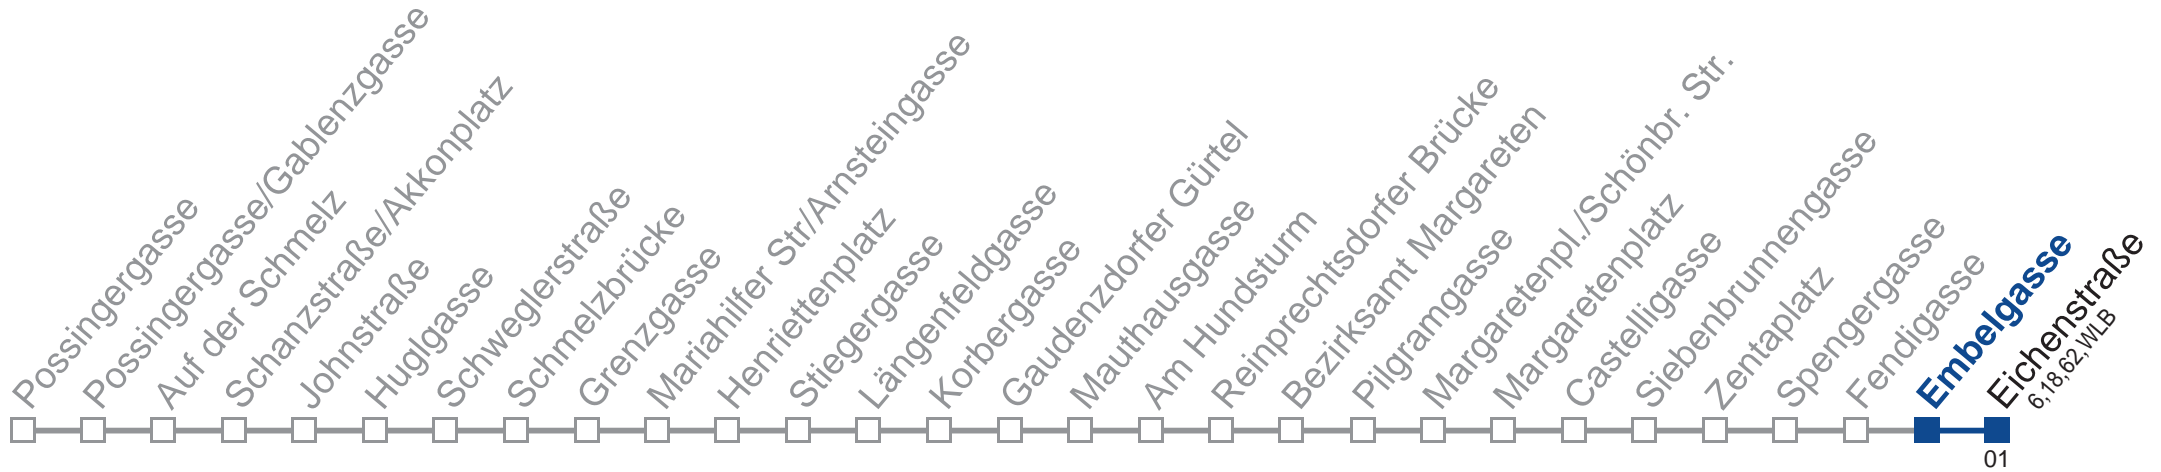 Possingergasse
Possingergasse/Gablenzgasse
Auf der Schmelz
Schanzstraße/Akkonplatz
Johnstraße
Huglgasse
Schweglerstraße
Schmelzbrücke
Grenzgasse
Mariahilfer Str/Arnsteingasse
Henriettenplatz
Stiegergasse
Längenfeldgasse
Korbergasse
Gaudenzdorfer Gürtel
Mauthausgasse
Am Hundsturm
Reinprechtsdorfer Brücke
Bezirksamt Margareten
Pilgramgasse
Margaretenpl./Schönbr. Str.
Margaretenplatz
Castelligasse
Siebenbrunnengasse
Zentaplatz
Spengergasse
Fendigasse
Embelgasse
Eichenstraße
6,18,62,WLB
01